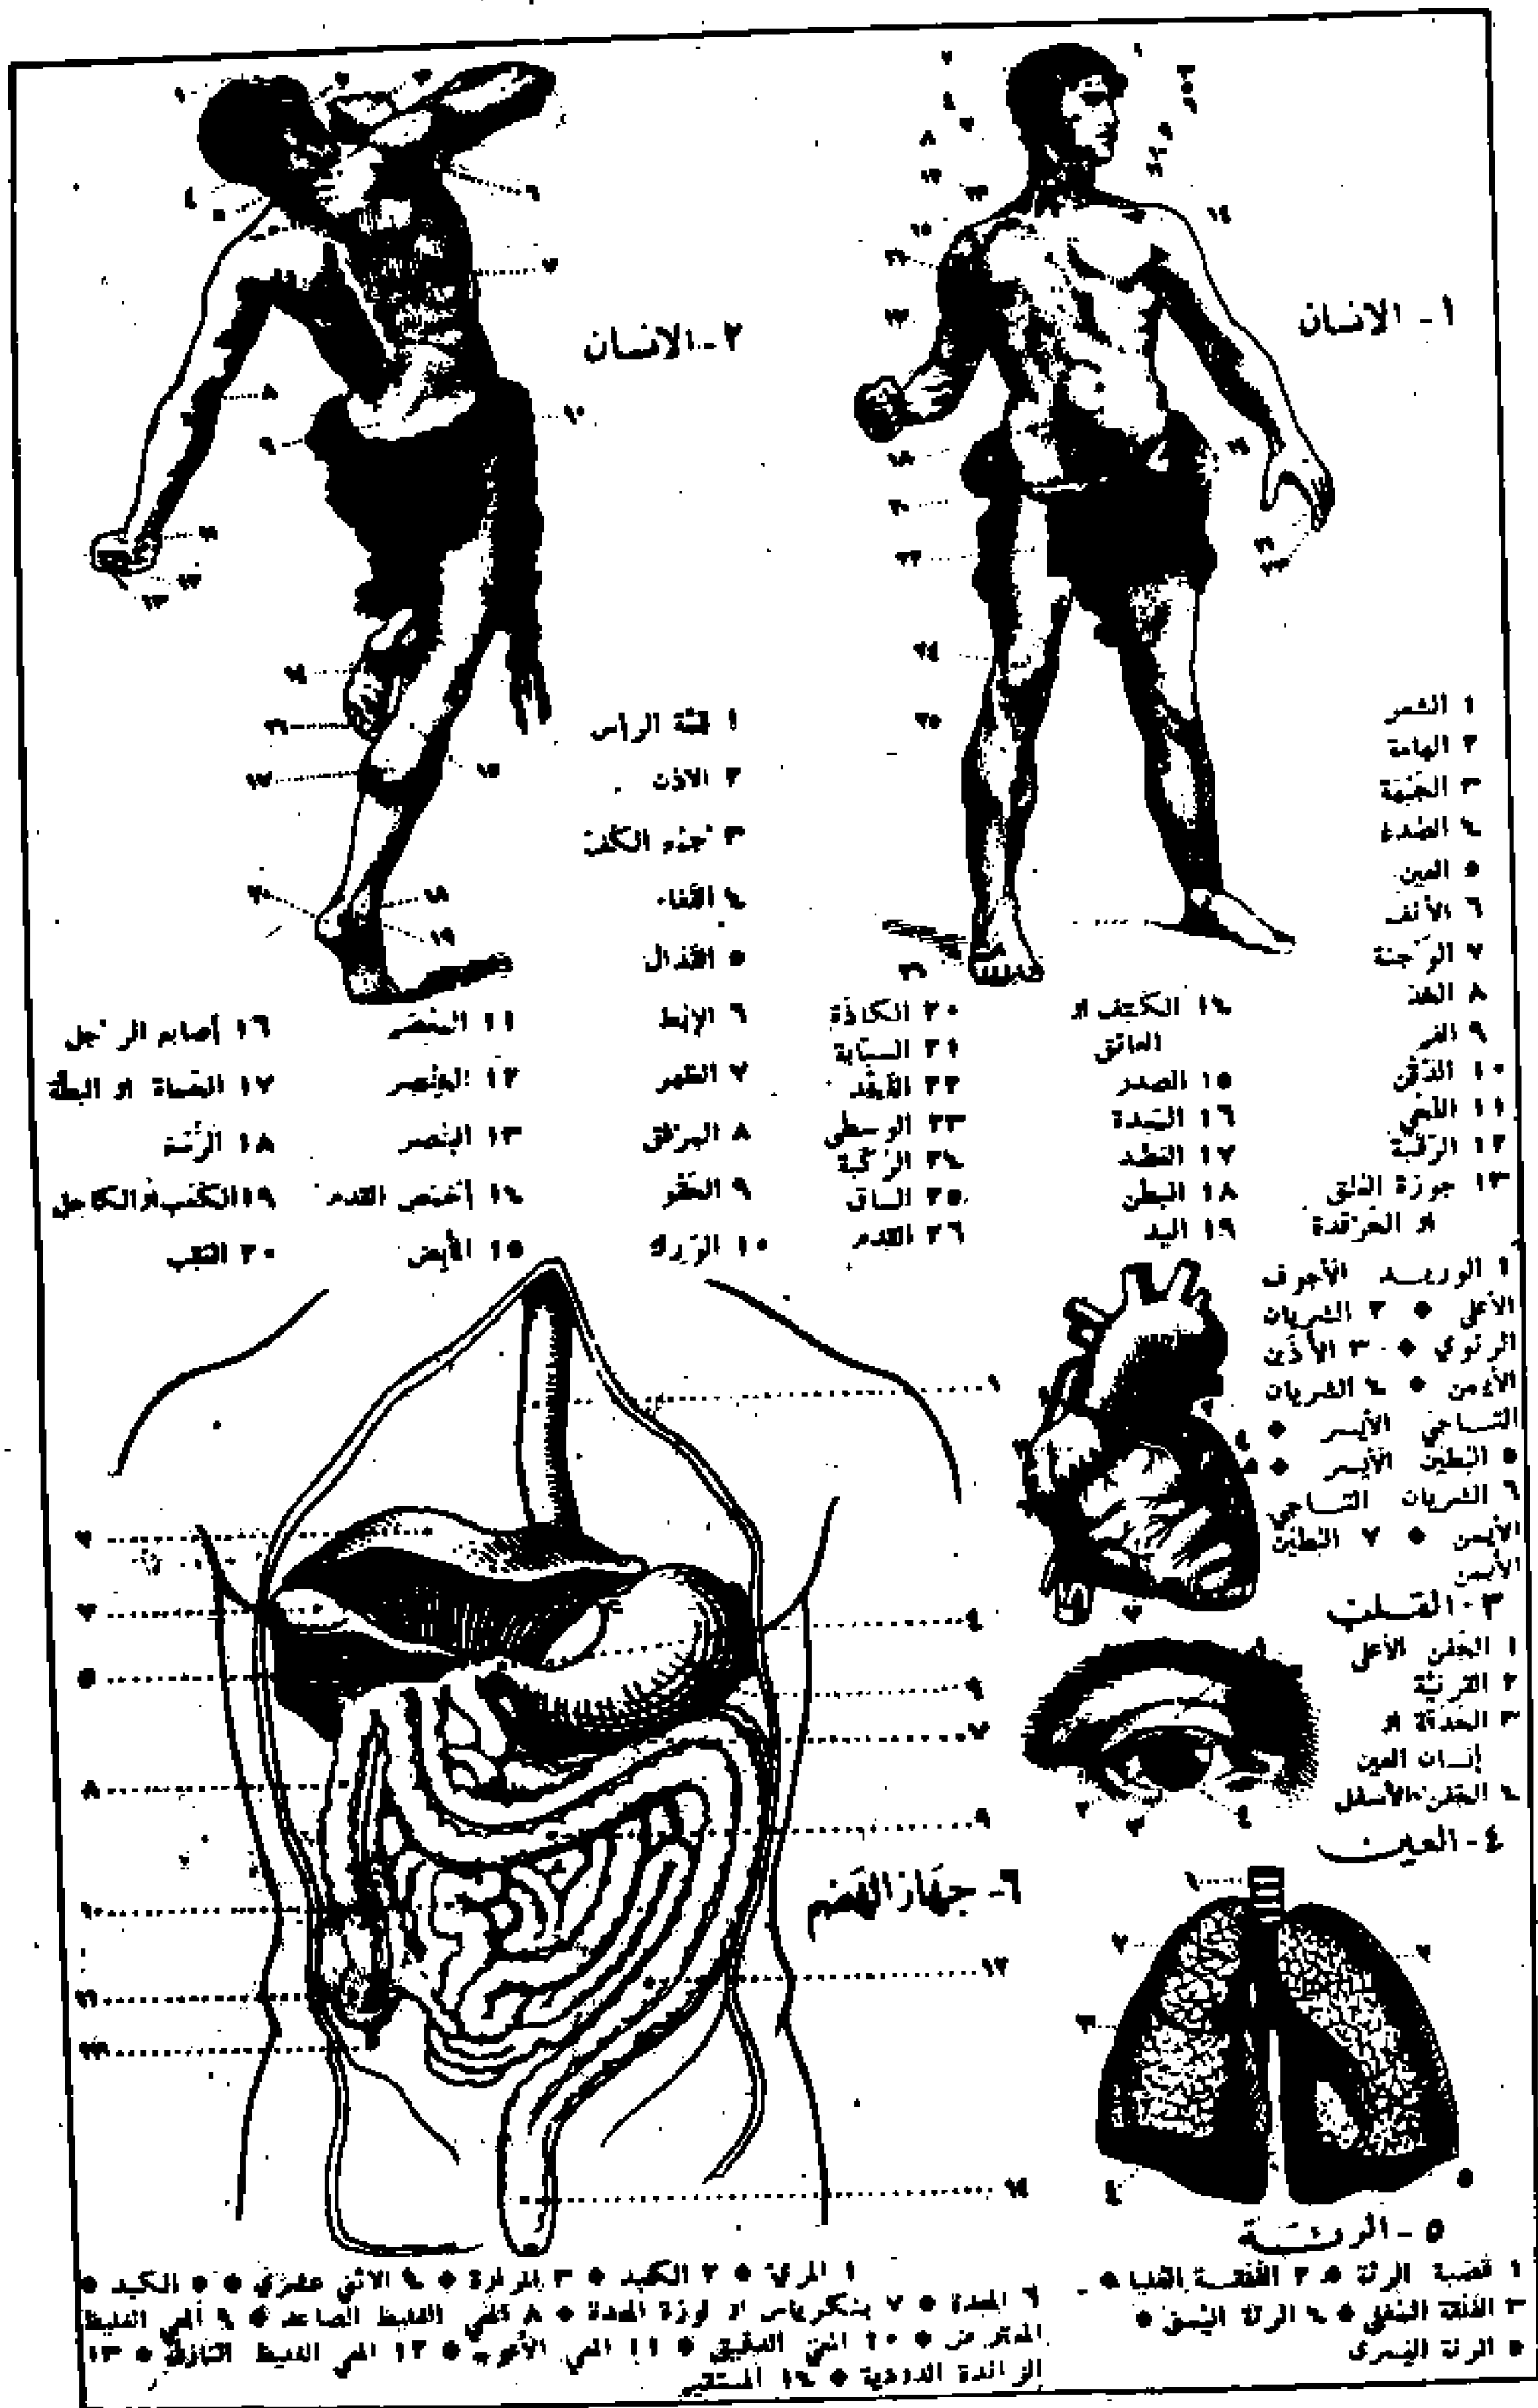 ١ - الانسان
٢ - الانسان
١ الشعر
٢ الهامة
٣ الجبهة
٤ الصدغ
٥ العين
٦ الأنف
٧ الوجنة
٨ الخد
٩ الفم
١٠ الذقن
١١ اللحي
١٢ الرقبة
١٣ جوزة الحلق
او الحرقدة
١٤ الكتف او
العاتق
١٥ الصدر
١٦
١٧ العضد
١٨ البطن
١٩ اليد
٢٠ الكاذة
٢١ السبابة
٢٢ الفخذ
٢٣ الوسطى
٢٤ الركبة
٢٥ الساق
٢٦ القدم
١ قمة الراس
٢ الاذن
٣ الكف
٤ القفا
٥ القذال
٦ الإبط
٧ الظهر
٨ المرفق
٩ الحقو
١٠ الورك
١١
١٢ الخنصر
١٣ البنصر
١٤ أخمص القدم
١٥ المأبض
١٦ أصابع الرجل
١٧ الحماة او البطة
١٨
١٩ الكعب او الكاحل
٢٠ العقب
١ الوريد الأجوف
الأعلى • ٢ الشريان
الرئوي • ٣ الأذين
الأيمن • ٤ الشريان
التاجي الأيسر •
٥ البطين الأيسر •
٦ الشريان التاجي
الأيمن • ٧ البطين
الأيمن
٣ - القلب
١ الجفن الأعلى
٢ القرنية
٣ الحدقة او
إنسان العين
٤ الجفن الأسفل
٤ - العين
٦ - جهاز الهضم
٥ - الرئة
١ قصبة الرئة • ٢ الفلقة العليا •
٣ الفلقة السفلى • ٤ الرئة اليمنى •
٥ الرئة اليسرى
١ المريء • ٢ الكبد • ٣ المرارة • ٤ الاثني عشري • ٥ الكبد •
٦ المعدة • ٧ بنكرياس او لوزة المعدة • ٨ المعي الغليظ الصاعد • ٩ المعي الغليظ
المعترض • ١٠ المعي الدقيق • ١١ المعي الأعور • ١٢ المعي الغليظ النازل • ١٣
الزائدة الدودية • ١٤ المستقيم